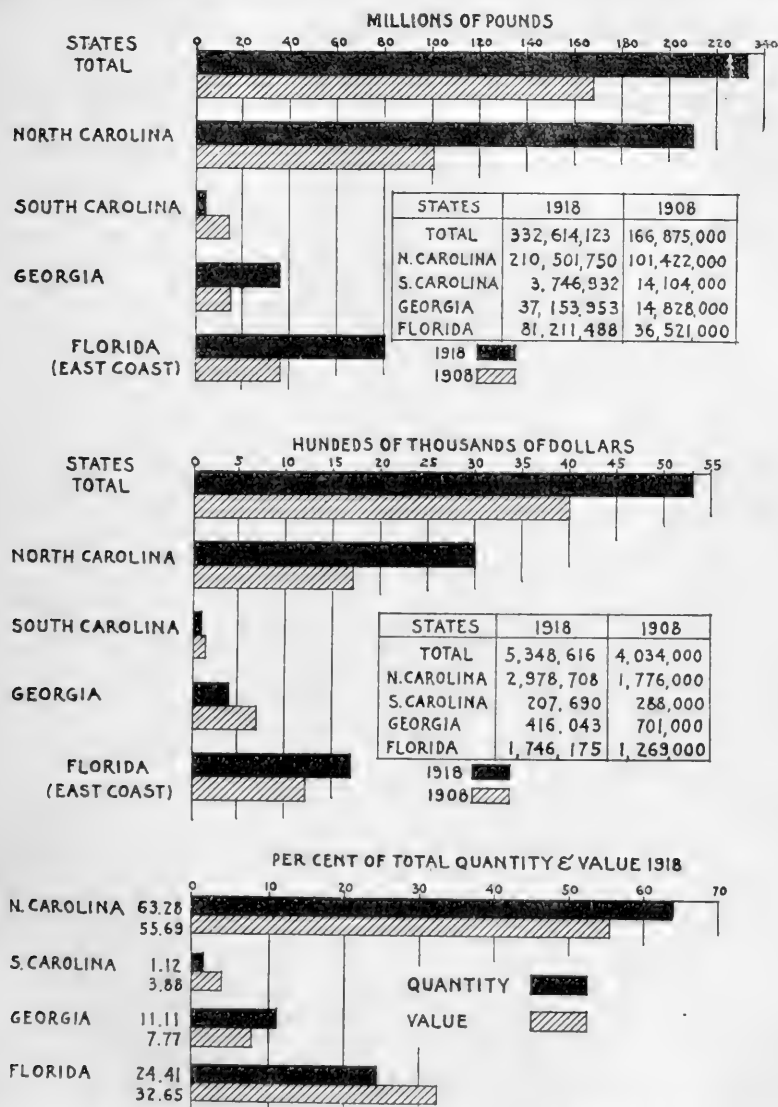 MILLIONS OF POUNDS
0 20 40 60 80 100 120 140 160 180 200 220 240
STATES
TOTAL
NORTH CAROLINA
SOUTH CAROLINA
GEORGIA
FLORIDA
(EAST COAST)
STATES 1918 1908
TOTAL 332,614,123 166,875,000
N.CAROLINA 210,501,750 101,422,000
S.CAROLINA 3,746,932 14,104,000
GEORGIA 37,153,953 14,828,000
FLORIDA 81,211,488 36,521,000
1918
1908
HUNDEDS OF THOUSANDS OF DOLLARS
0 5 10 15 20 25 30 35 40 45 50 55
STATES
TOTAL
NORTH CAROLINA
SOUTH CAROLINA
GEORGIA
FLORIDA
(EAST COAST)
STATES 1918 1908
TOTAL 5,348,616 4,034,000
N.CAROLINA 2,978,708 1,776,000
S.CAROLINA 207,690 288,000
GEORGIA 416,043 701,000
FLORIDA 1,746,175 1,269,000
1918
1908
PER CENT OF TOTAL QUANTITY & VALUE 1918
0 10 20 30 40 50 60 70
N. CAROLINA 63.28
55.69
S. CAROLINA 1.12
3.88
GEORGIA 11.11
7.77
FLORIDA 24.41
32.65
QUANTITY
VALUE